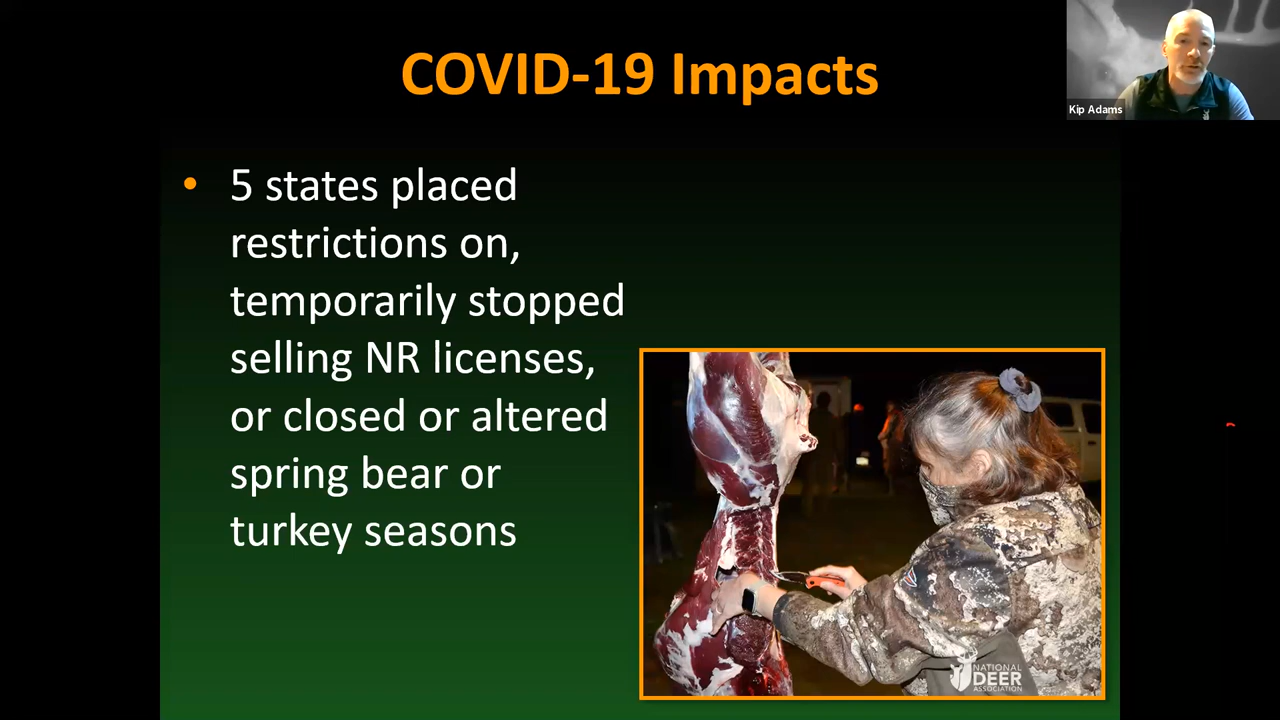 COVID-19 Impacts
Kip Adams
• 5 states placed
restrictions on,
temporarily stopped
selling NR licenses,
or closed or altered
spring bear or
turkey seasons
NATIONAL
DEER
ASSOCIATION